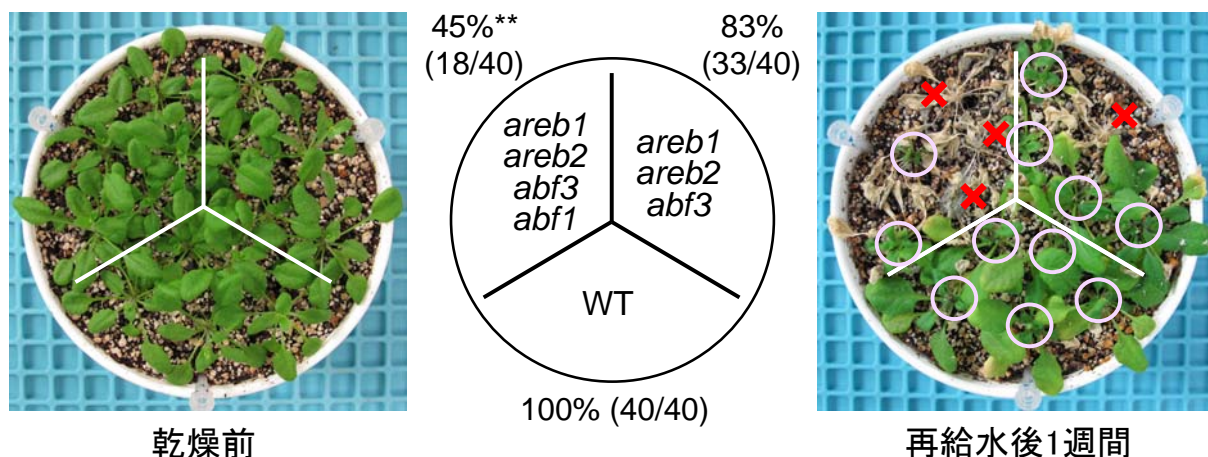 45%**
(18/40)
83%
(33/40)
areb1
areb2
abf3
abf1
areb1
areb2
abf3
WT
100% (40/40)
乾燥前
再給水後1週間